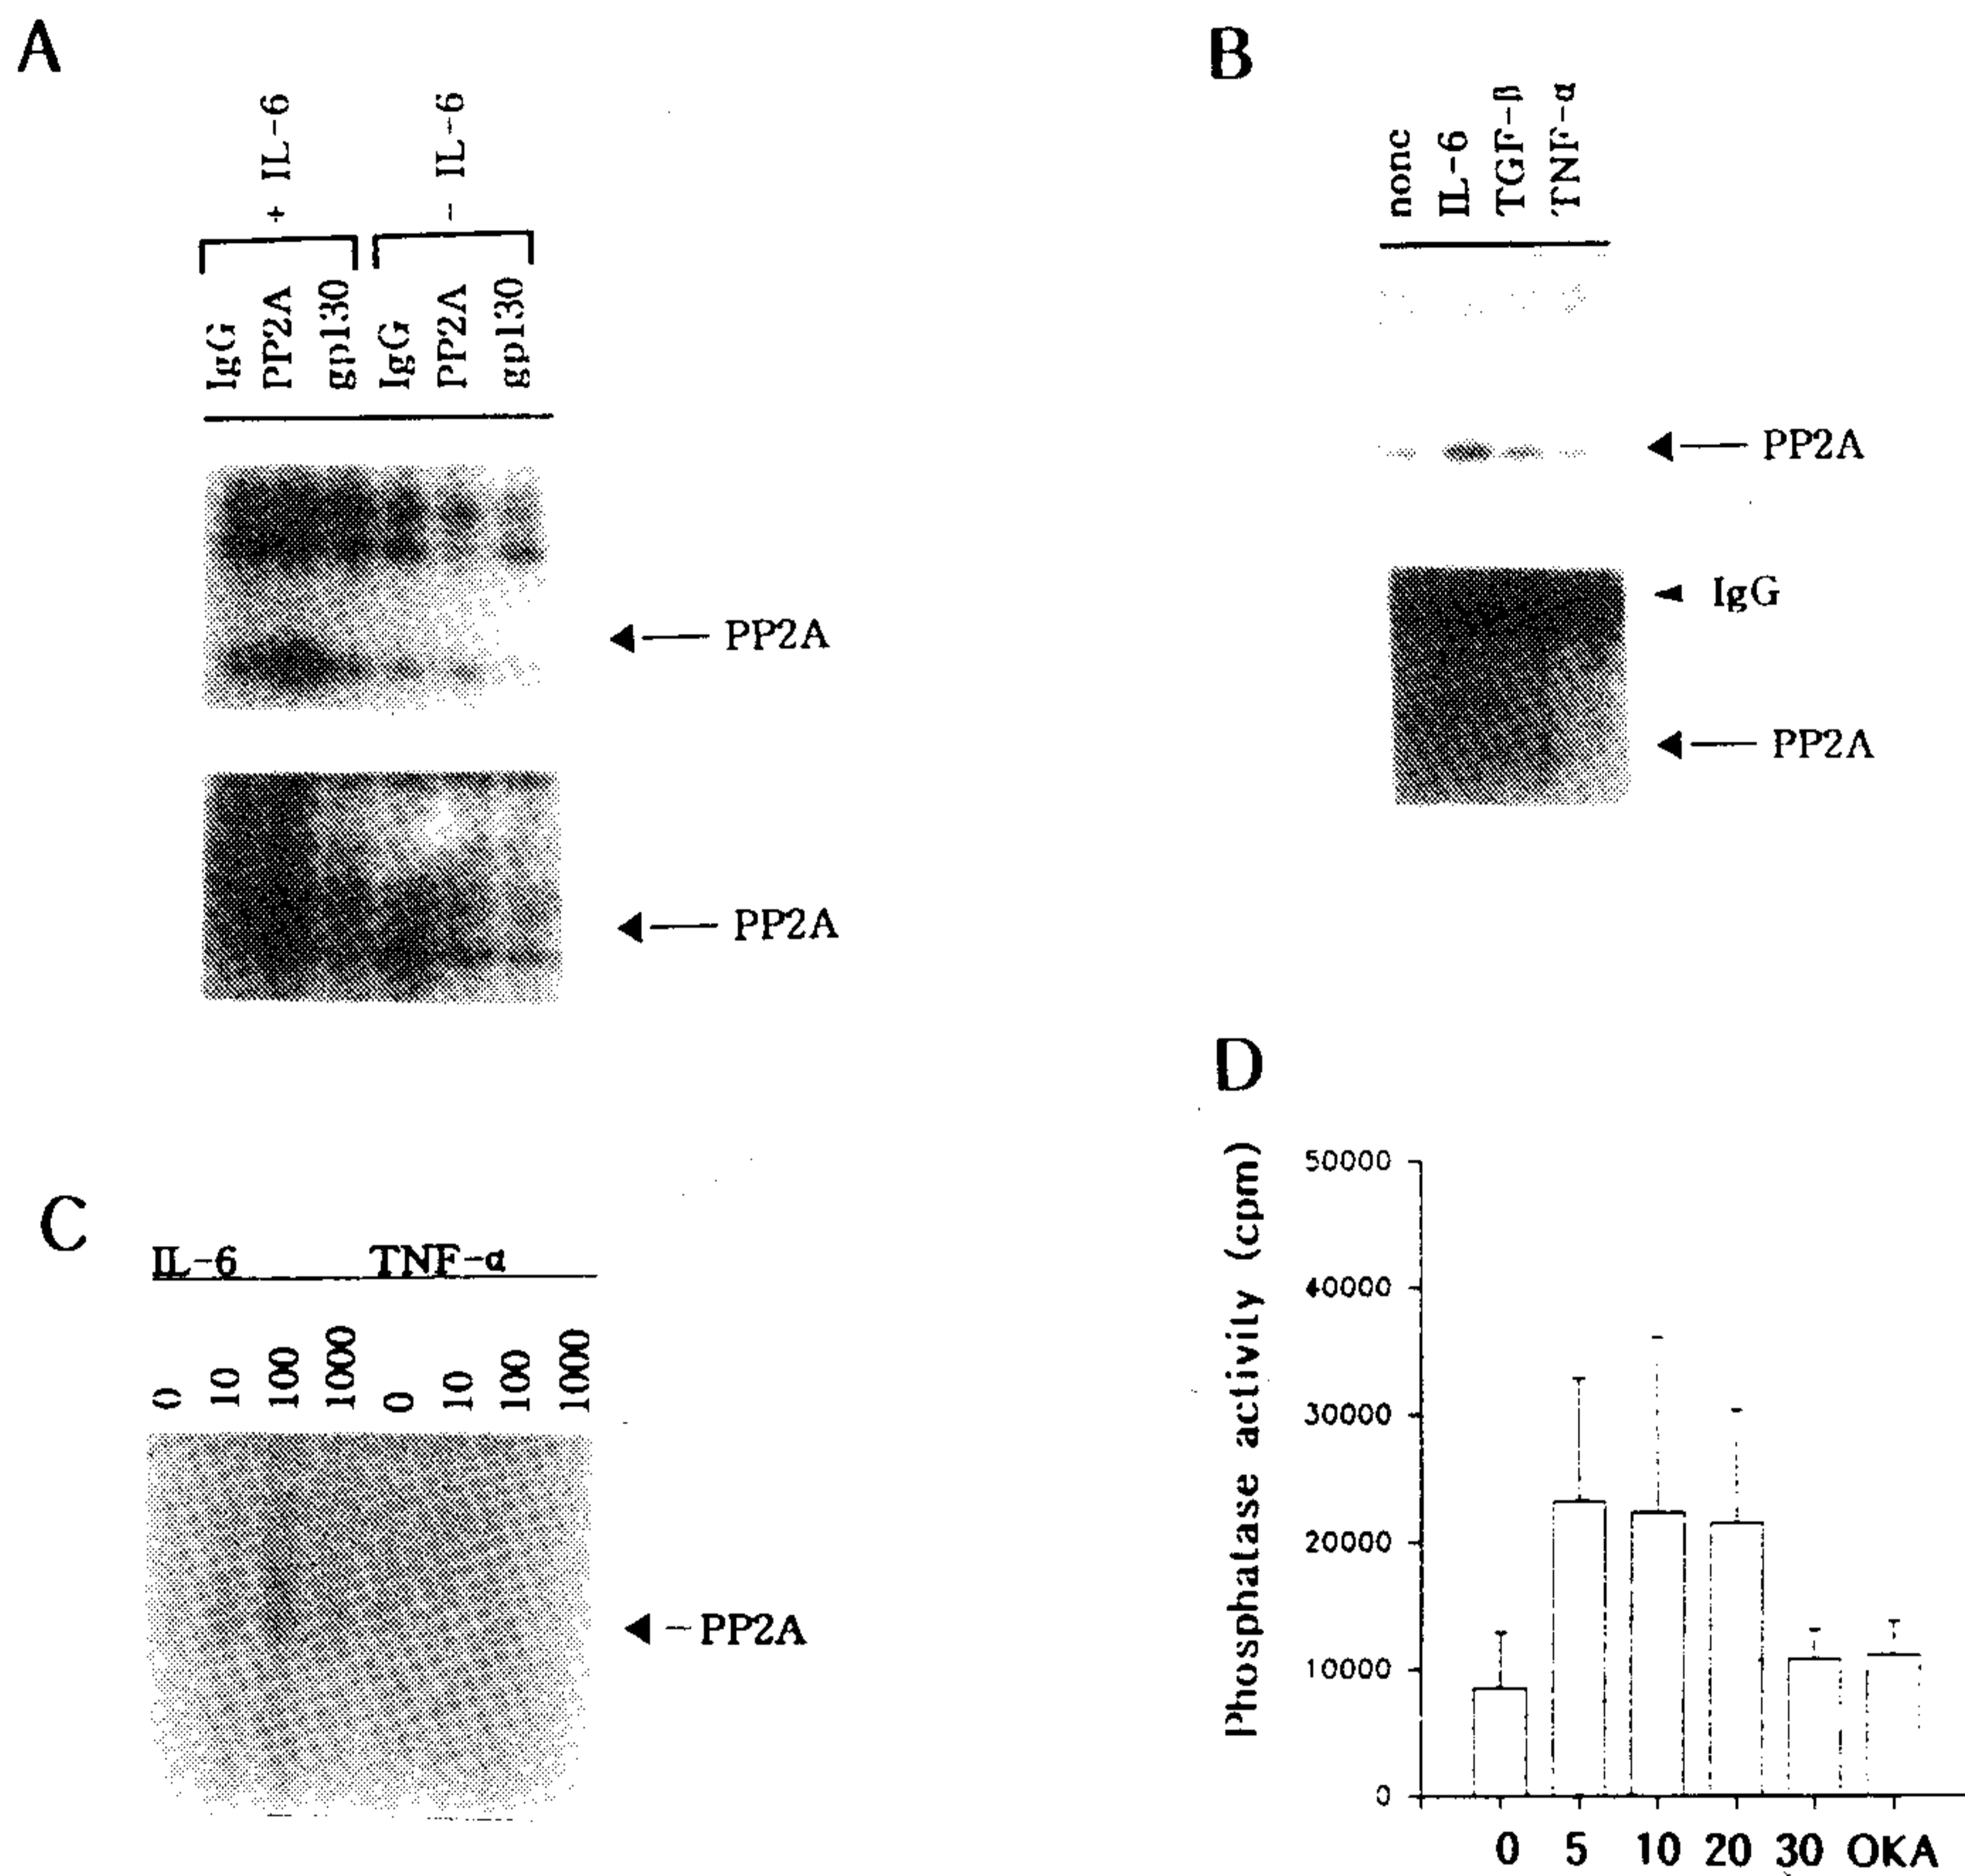 A
+ IL-6
- IL-6
IgG
PP2A
gp130
IgG
PP2A
gp130
PP2A
PP2A
B
nonc
IL-6
TGF-β
TNF-α
PP2A
IgG
PP2A
C
IL-6 TNF-α
0
10
100
1000
0
10
100
1000
PP2A
D
Phosphatase activity (cpm)
50000
40000
30000
20000
10000
0
0 5 10 20 30 OKA